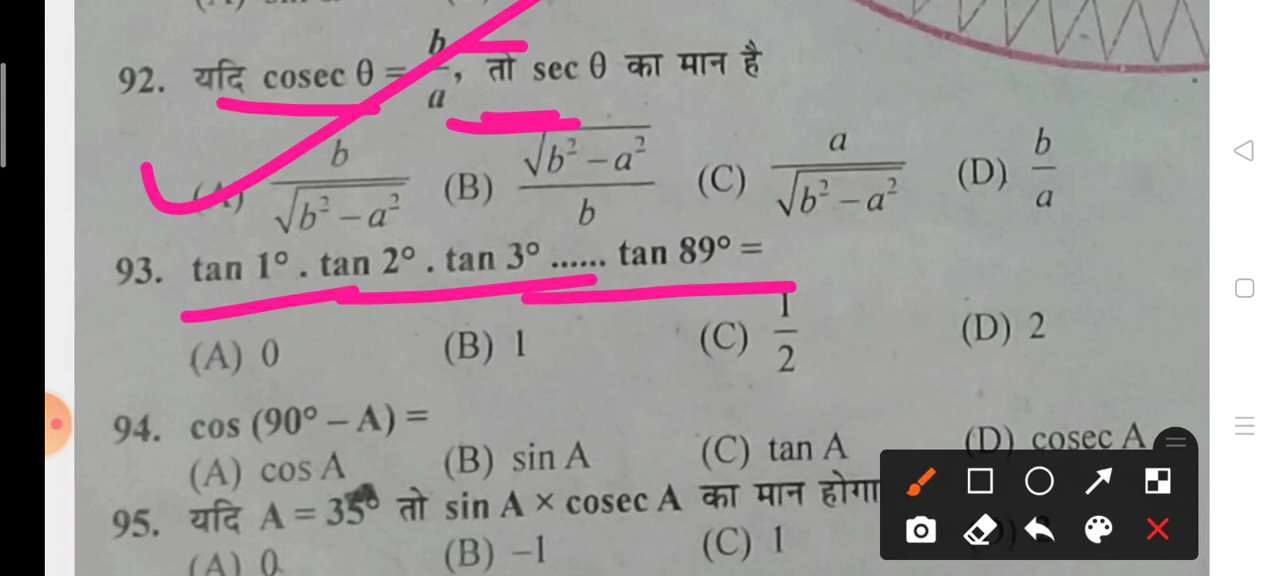 92. यदि cosec θ = b/a, तो sec θ का मान है
(A) b/√(b² – a²) (B) √(b² – a²)/b (C) a/√(b² – a²) (D) b/a
93. tan 1° . tan 2° . tan 3° ...... tan 89° =
(A) 0 (B) 1 (C) 1/2 (D) 2
94. cos (90° – A) =
(A) cos A (B) sin A (C) tan A (D) cosec A
95. यदि A = 35° तो sin A × cosec A का मान होगा
(A) 0 (B) –1 (C) 1